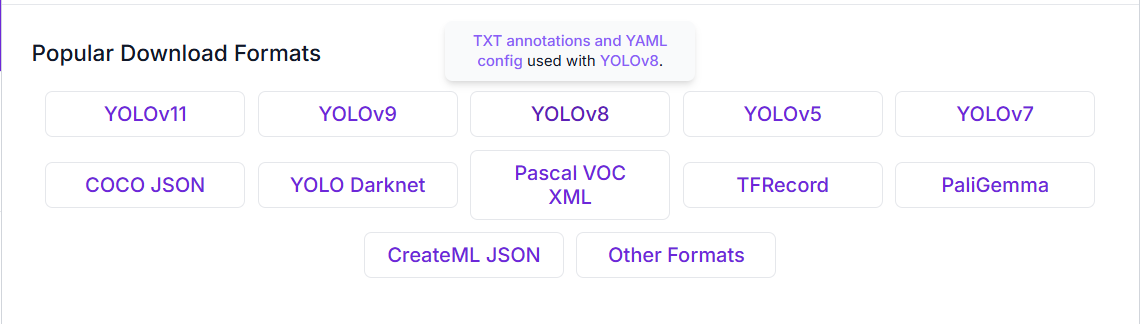 Popular Download Formats
TXT annotations and YAML
config used with YOLOv8.
YOLOv11
YOLOv9
YOLOv8
YOLOv5
YOLOv7
COCO JSON
YOLO Darknet
Pascal VOC
XML
TFRecord
PaliGemma
CreateML JSON
Other Formats